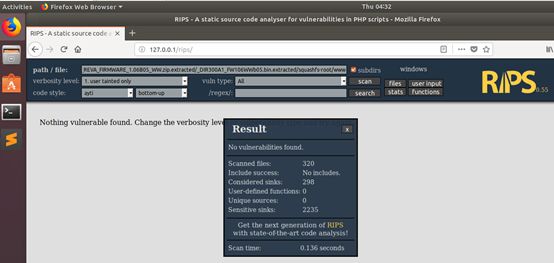 Activities Firefox Web Browser Thu 04:32
RIPS - A static source code analyser for vulnerabilities in PHP scripts - Mozilla Firefox
RIPS - A static source code a
127.0.0.1/rips/
path / file: REVA_FIRMWARE_1.06B05_WW.zip.extracted/_DIR300A1_FW106WWb05.bin.extracted/squashfs-root/www subdirs windows
verbosity level: 1. user tainted only vuln type: All scan files user input
code style: ayti bottom-up /regex/: search stats functions
RIPS 0.55
Nothing vulnerable found. Change the verbosity leve
Result x
No vulnerabilities found.
Scanned files: 320
Include success: No includes.
Considered sinks: 298
User-defined functions: 0
Unique sources: 0
Sensitive sinks: 2235
Get the next generation of RIPS
with state-of-the-art code analysis!
Scan time: 0.136 seconds